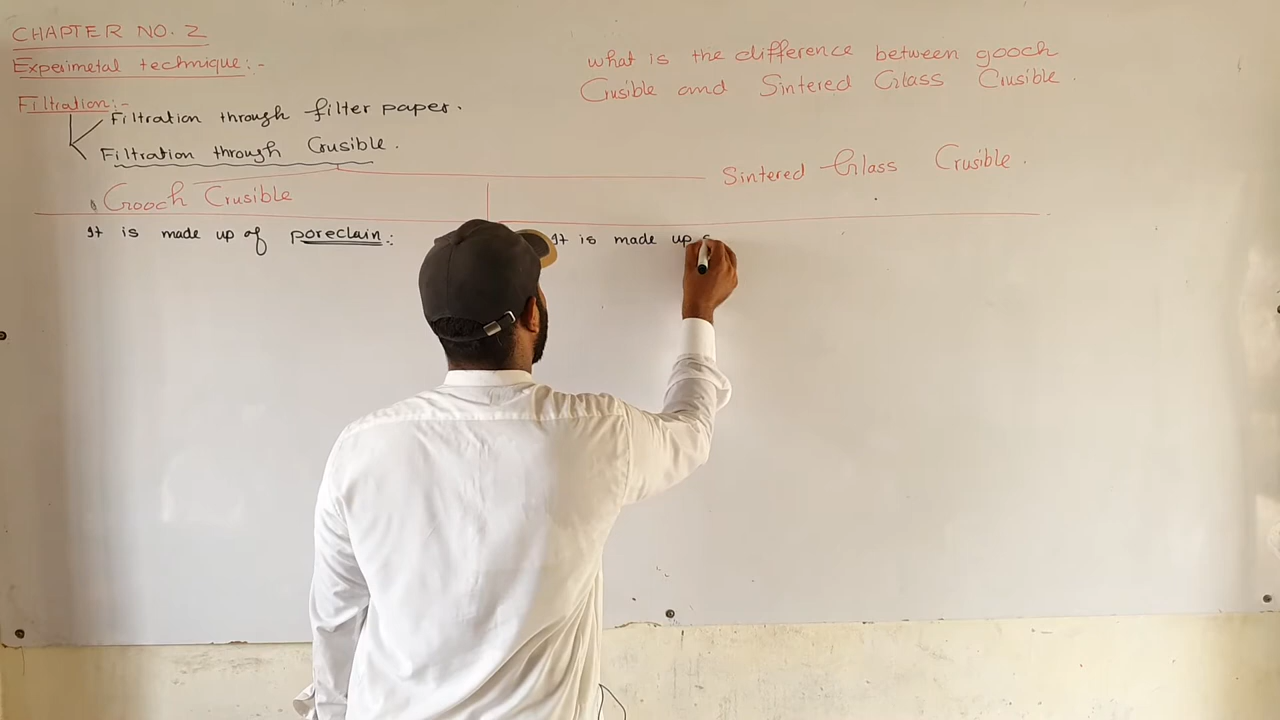 CHAPTER NO. 2
Experimetal technique:-
what is the difference between gooch
Crusible and Sintered Glass Crusible.
Filtration:-
Filtration through filter paper.
Filtration through Crusible.
Gooch Crusible
Sintered Glass Crusible.
It is made up of poreclain:
It is made up